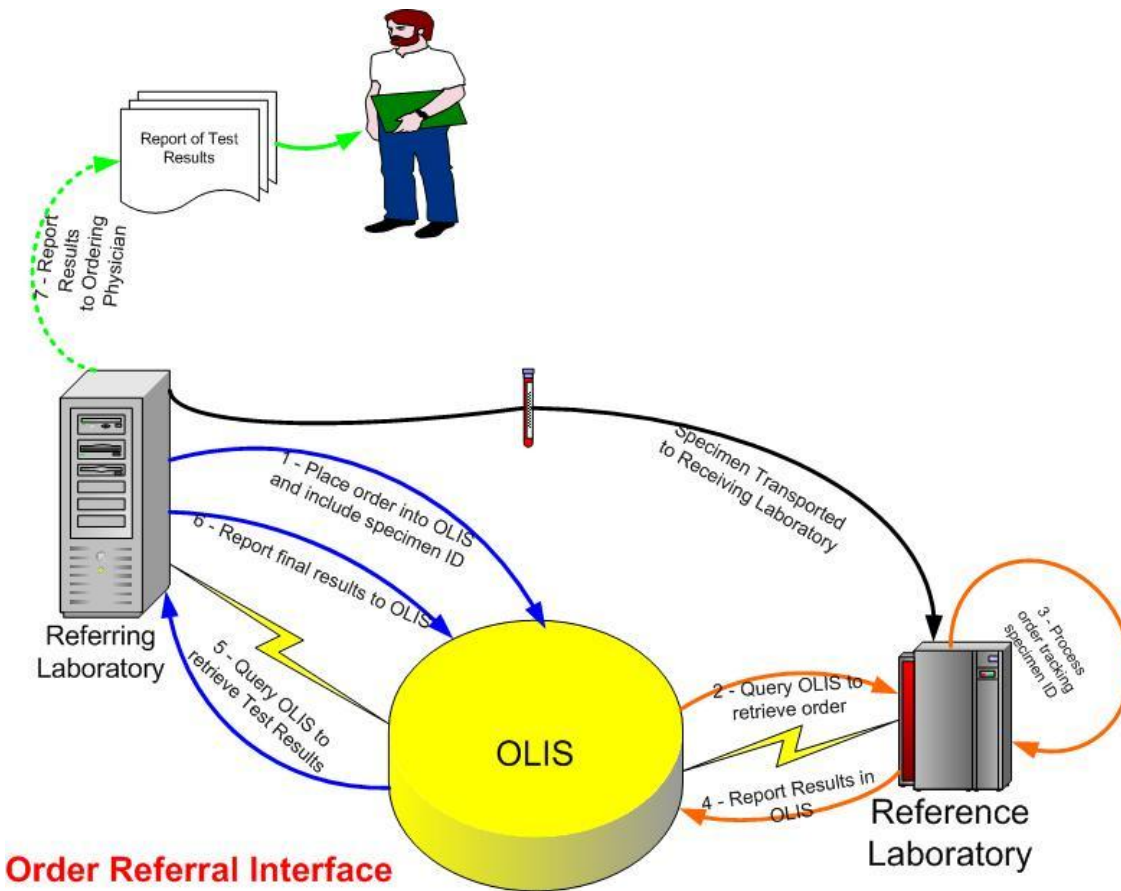 Report of Test
Results
7 - Report
Results
to Ordering
Physician
Specimen Transported
to Receiving Laboratory
1 - Place order into OLIS
and include specimen ID
6 - Report final results to OLIS
Referring
Laboratory
5 - Query OLIS to
retrieve Test Results
3 - Process
order tracking
specimen ID
2 - Query OLIS to
retrieve order
OLIS
4 - Report Results in
OLIS
Reference
Laboratory
Order Referral Interface